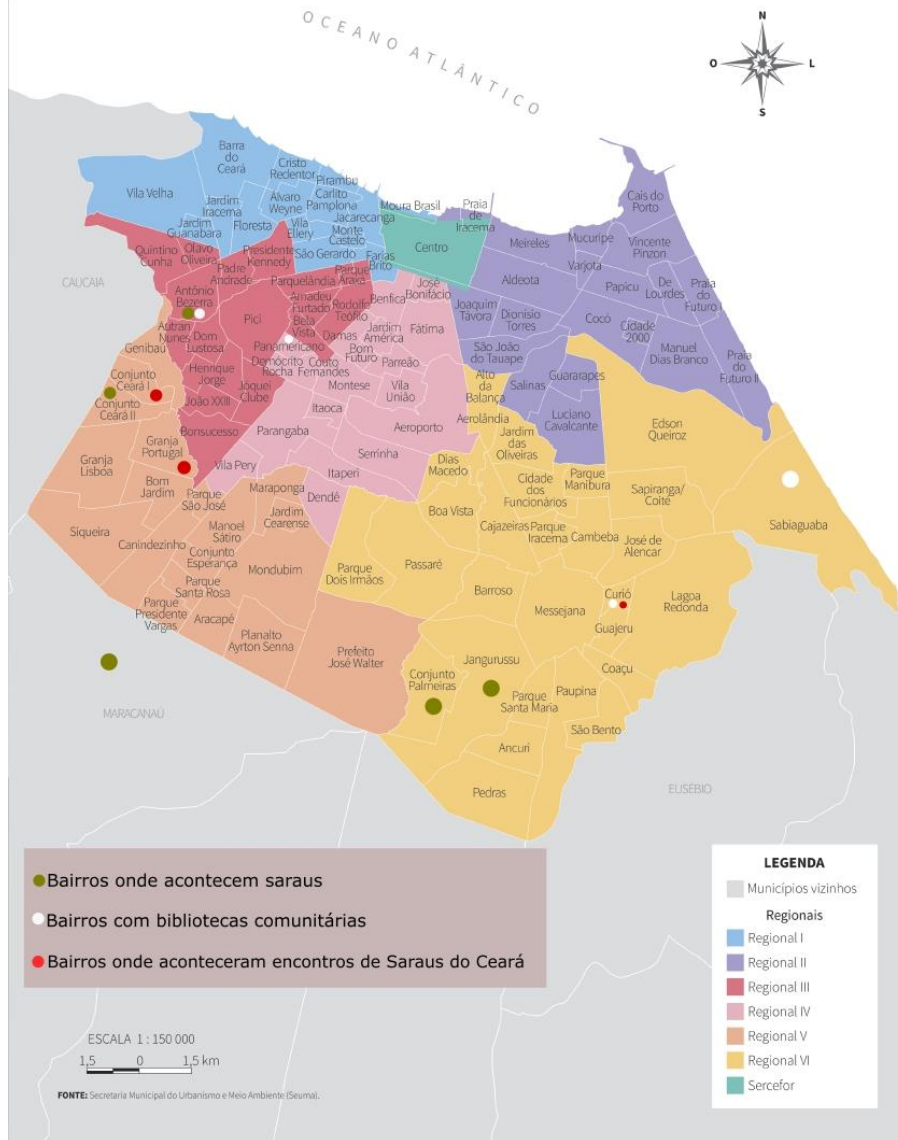 OCEANO ATLÂNTICO
N
O
L
S
Barra
do
Ceará
Cristo
Redentor
Pirambu
Vila Velha
Jardim
Iracema
Álvaro
Weyne
Carlito
Pamplona
Jacarecanga
Moura Brasil
Praia
de
Iracema
Cais do
Porto
Jardim
Guanabara
Floresta
Vila
Ellery
Monte
Castelo
São Gerardo
Farias
Brito
Centro
Meireles
Mucuripe
Varjota
Vincente
Pinzón
Quintino
Cunha
Olavo
Oliveira
Padre
Andrade
Presidente
Kennedy
Parquelândia
Parque
Araxá
José
Bonifácio
Aldeota
Papicu
De
Lourdes
Praia
do
Futuro I
CAUCAIA
Antônio
Bezerra
Amadeu
Furtado
Rodolfo
Teófilo
Benfica
Joaquim
Távora
Dionísio
Torres
Cocó
Cidade
2000
Autran
Nunes
Dom
Lustosa
Pici
Bela
Vista
Damas
Jardim
América
Fátima
São João
do Tauape
Manuel
Dias Branco
Praia
do
Futuro II
Genibaú
Panamericano
Bom
Futuro
Parreão
Conjunto
Ceará I
Henrique
Jorge
Demócrito
Rocha
Couto
Fernandes
Alto
da
Balança
Salinas
Guararapes
Conjunto
Ceará II
João XXIII
Jóquei
Clube
Montese
Vila
União
Itaoca
Aerolândia
Luciano
Cavalcante
Edson
Queiroz
Granja
Portugal
Bonsucesso
Parangaba
Aeroporto
Jardim
das
Oliveiras
Granja
Lisboa
Vila Pery
Serrinha
Dias
Macedo
Bom
Jardim
Parque
São José
Maraponga
Itaperi
Cidade
dos
Funcionários
Parque
Manibura
Sapiranga/
Coité
Sabiaguaba
Siqueira
Manoel
Sátiro
Jardim
Cearense
Dendê
Boa Vista
Cajazeiras
Parque
Iracema
Cambeba
José de
Alencar
Canindezinho
Conjunto
Esperança
Mondubim
Parque
Dois Irmãos
Passaré
Parque
Santa Rosa
Barroso
Messejana
Curió
Lagoa
Redonda
Parque
Presidente
Vargas
Aracapé
Guajeru
Planalto
Ayrton Senna
Prefeito
José Walter
Conjunto
Palmeiras
Jangurussu
Coaçu
MARACANAÚ
Parque
Santa Maria
Paupina
São Bento
Ancuri
Pedras
EUSÉBIO
Bairros onde acontecem saraus
Bairros com bibliotecas comunitárias
Bairros onde aconteceram encontros de Saraus do Ceará
LEGENDA
Municípios vizinhos
Regionais
Regional I
Regional II
Regional III
Regional IV
Regional V
Regional VI
Sercefor
ESCALA 1 : 150 000
1,5 0 1,5 km
FONTE: Secretaria Municipal do Urbanismo e Meio Ambiente (Seuma).